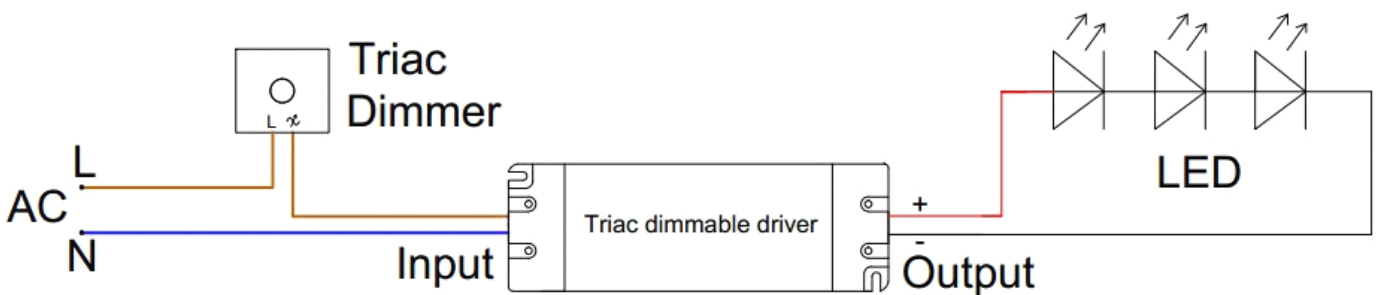 Triac
Dimmer
L
L
AC
N
Input
Triac dimmable driver
+
-
Output
LED